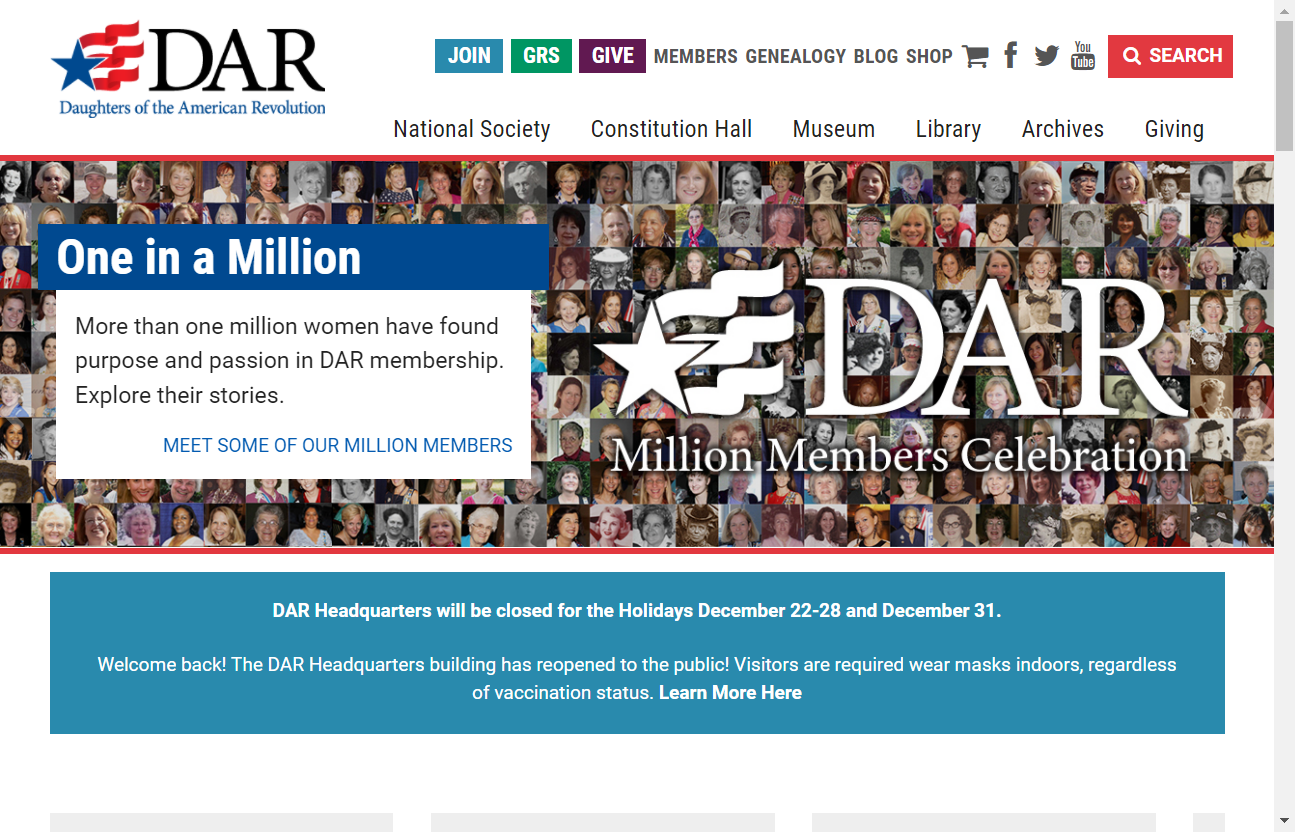 DAR
Daughters of the American Revolution
JOIN GRS GIVE MEMBERS GENEALOGY BLOG SHOP You Tube SEARCH
National Society Constitution Hall Museum Library Archives Giving
One in a Million
More than one million women have found
purpose and passion in DAR membership.
Explore their stories.
MEET SOME OF OUR MILLION MEMBERS
DAR
Million Members Celebration
DAR Headquarters will be closed for the Holidays December 22-28 and December 31.
Welcome back! The DAR Headquarters building has reopened to the public! Visitors are required wear masks indoors, regardless
of vaccination status. Learn More Here